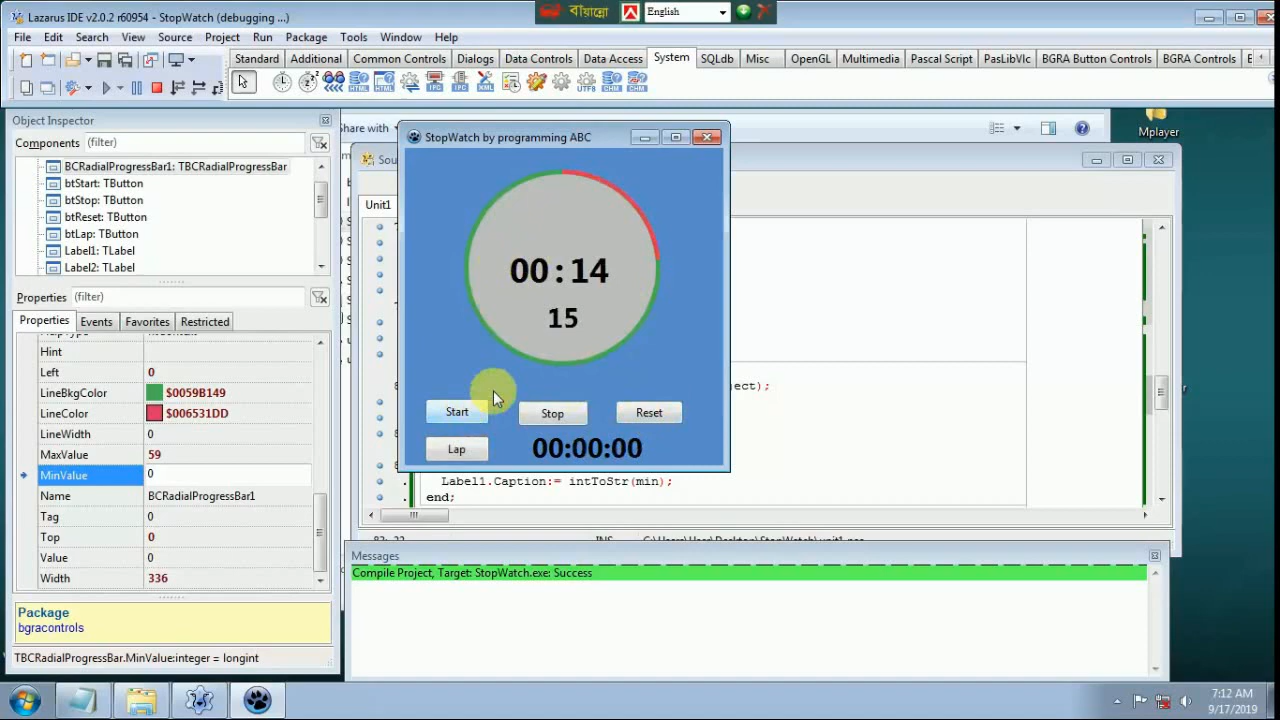 Lazarus IDE v2.0.2 r60954 - StopWatch (debugging ...)
বায়ান্নো
English
File Edit Search View Source Project Run Package Tools Window Help
Standard Additional Common Controls Dialogs Data Controls Data Access System SQLdb Misc OpenGL Multimedia Pascal Script PasLibVlc BGRA Button Controls BGRA Controls
Object Inspector
Components (filter)
BCRadialProgressBar1: TBCRadialProgressBar
btStart: TButton
btStop: TButton
btReset: TButton
btLap: TButton
Label1: TLabel
Label2: TLabel
Properties (filter)
Properties Events Favorites Restricted
Hint
Left 0
LineBkgColor $0059B149
LineColor $006531DD
LineWidth 0
MaxValue 59
MinValue 0
Name BCRadialProgressBar1
Tag 0
Top 0
Value 0
Width 336
Package
bgracontrols
TBCRadialProgressBar.MinValue:integer = longint
hare with
Sou
Unit1
StopWatch by programming ABC
00:14
15
Start Stop Reset
Lap 00:00:00
ect);
Label1.Caption:= intToStr(min);
end;
INS
Messages
Compile Project, Target: StopWatch.exe: Success
Mplayer
7:12 AM
9/17/2019